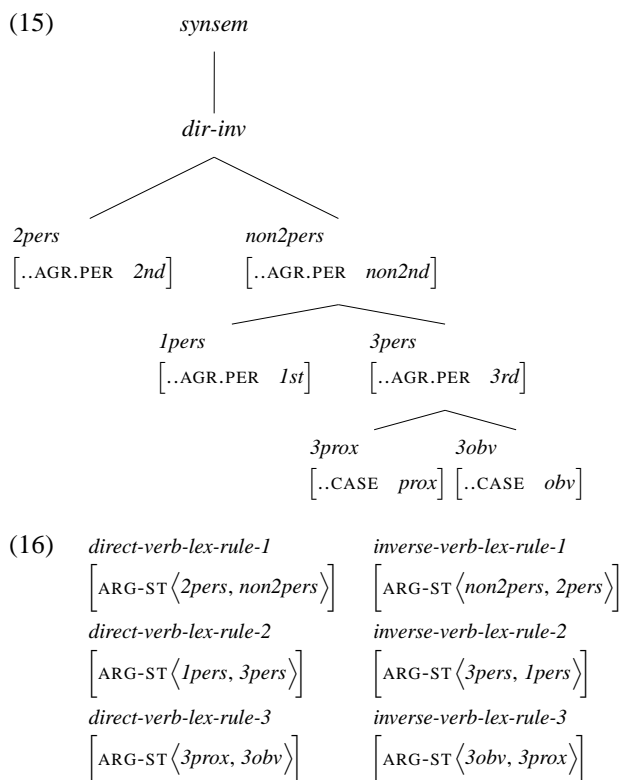 (15) synsem
dir-inv
2pers non2pers
[..AGR.PER 2nd] [..AGR.PER non2nd]
1pers 3pers
[..AGR.PER 1st] [..AGR.PER 3rd]
3prox 3obv
[..CASE prox] [..CASE obv]
(16) direct-verb-lex-rule-1 inverse-verb-lex-rule-1
[ARG-ST⟨2pers, non2pers⟩] [ARG-ST⟨non2pers, 2pers⟩]
direct-verb-lex-rule-2 inverse-verb-lex-rule-2
[ARG-ST⟨1pers, 3pers⟩] [ARG-ST⟨3pers, 1pers⟩]
direct-verb-lex-rule-3 inverse-verb-lex-rule-3
[ARG-ST⟨3prox, 3obv⟩] [ARG-ST⟨3obv, 3prox⟩]